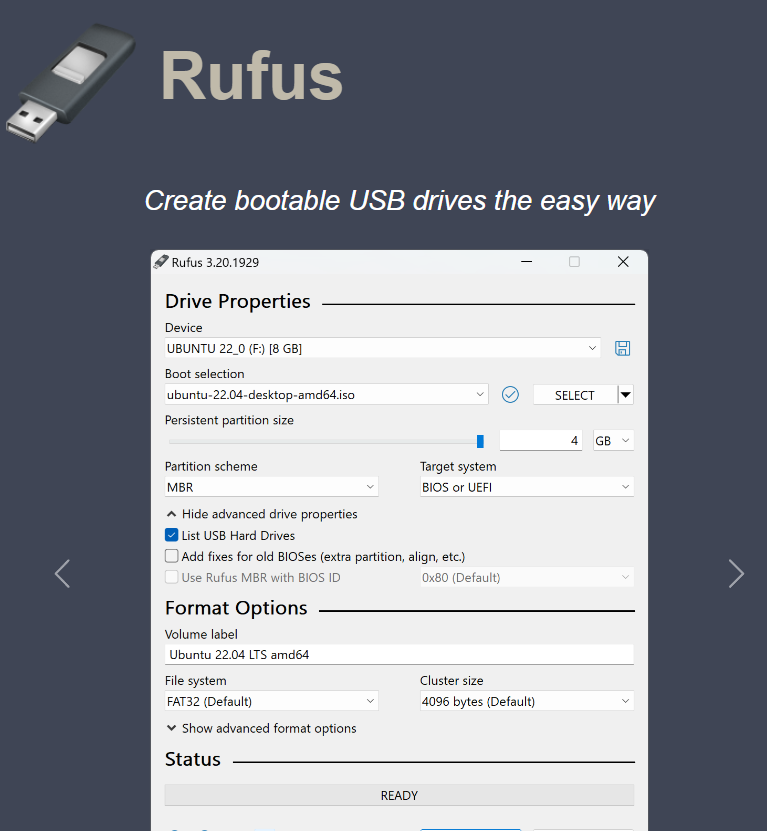 Rufus
Create bootable USB drives the easy way
Rufus 3.20.1929
Drive Properties
Device
UBUNTU 22_0 (F:) [8 GB]
Boot selection
ubuntu-22.04-desktop-amd64.iso
SELECT
Persistent partition size
4 GB
Partition scheme Target system
MBR BIOS or UEFI
Hide advanced drive properties
List USB Hard Drives
Add fixes for old BIOSes (extra partition, align, etc.)
Use Rufus MBR with BIOS ID 0x80 (Default)
Format Options
Volume label
Ubuntu 22.04 LTS amd64
File system Cluster size
FAT32 (Default) 4096 bytes (Default)
Show advanced format options
Status
READY